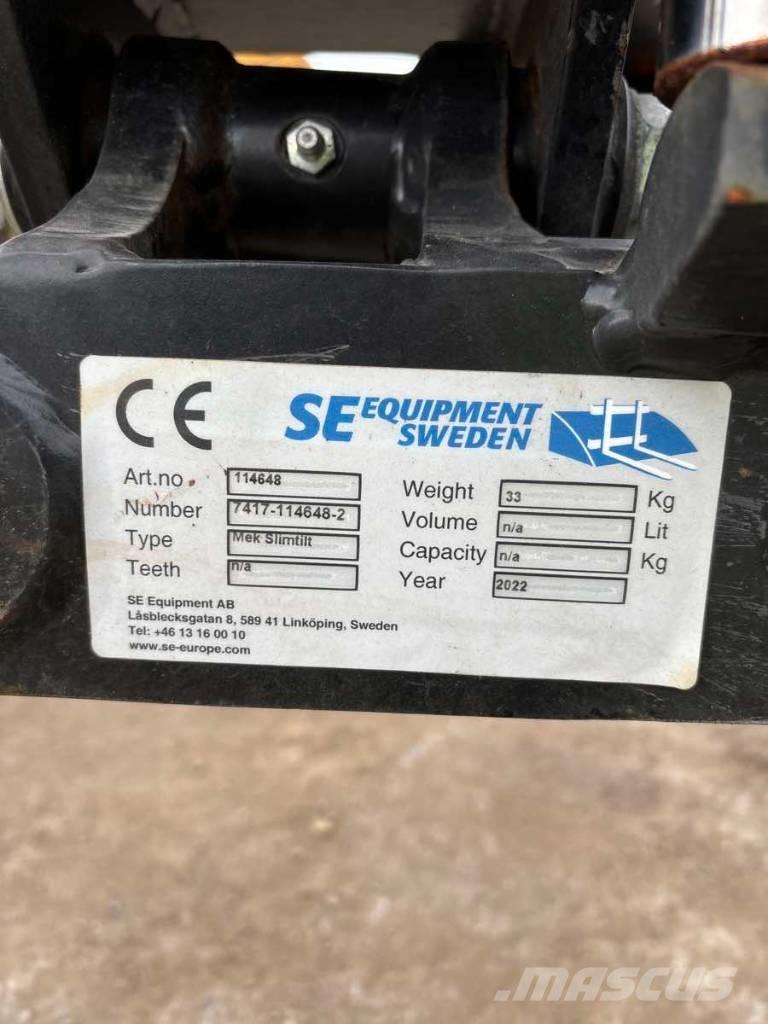 CE
SE EQUIPMENT
SWEDEN
Art.no 114648
Number 7417-114648-2
Type Mek Slimtilt
Teeth n/a
Weight 33 Kg
Volume n/a Lit
Capacity n/a Kg
Year 2022
SE Equipment AB
Låsblecksgatan 8, 589 41 Linköping, Sweden
Tel: +46 13 16 00 10
www.se-europe.com
MASCUS